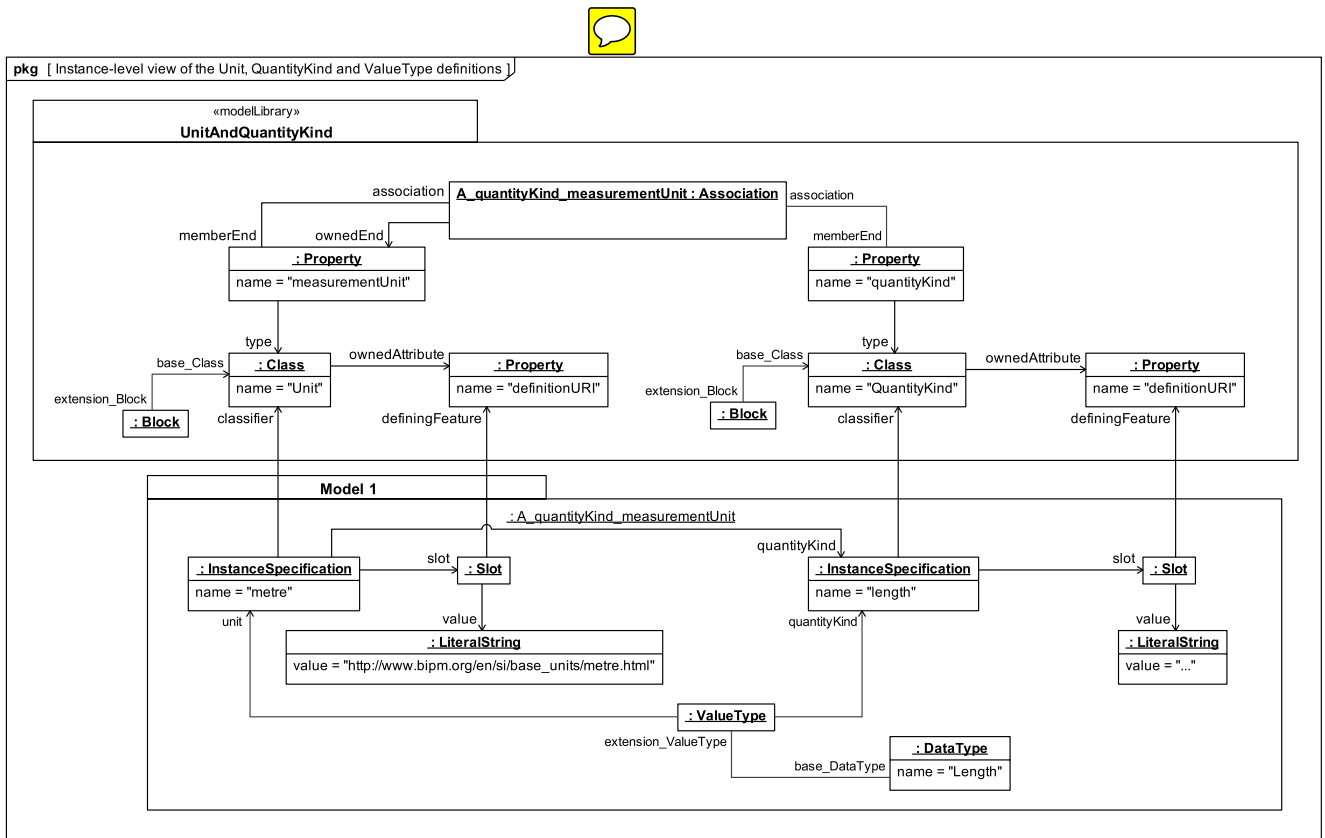 pkg [ Instance-level view of the Unit, QuantityKind and ValueType definitions ]
«modelLibrary»
UnitAndQuantityKind
association
A_quantityKind_measurementUnit : Association
association
memberEnd
ownedEnd
memberEnd
: Property
name = "measurementUnit"
: Property
name = "quantityKind"
type
type
base_Class
: Class
name = "Unit"
ownedAttribute
: Property
name = "definitionURI"
base_Class
: Class
name = "QuantityKind"
ownedAttribute
: Property
name = "definitionURI"
extension_Block
: Block
classifier
definingFeature
extension_Block
: Block
classifier
definingFeature
Model 1
: A_quantityKind_measurementUnit
quantityKind
: InstanceSpecification
name = "metre"
slot
: Slot
: InstanceSpecification
name = "length"
slot
: Slot
unit
value
quantityKind
value
: LiteralString
value = "http://www.bipm.org/en/si/base_units/metre.html"
: LiteralString
value = "..."
: ValueType
extension_ValueType
base_DataType
: DataType
name = "Length"